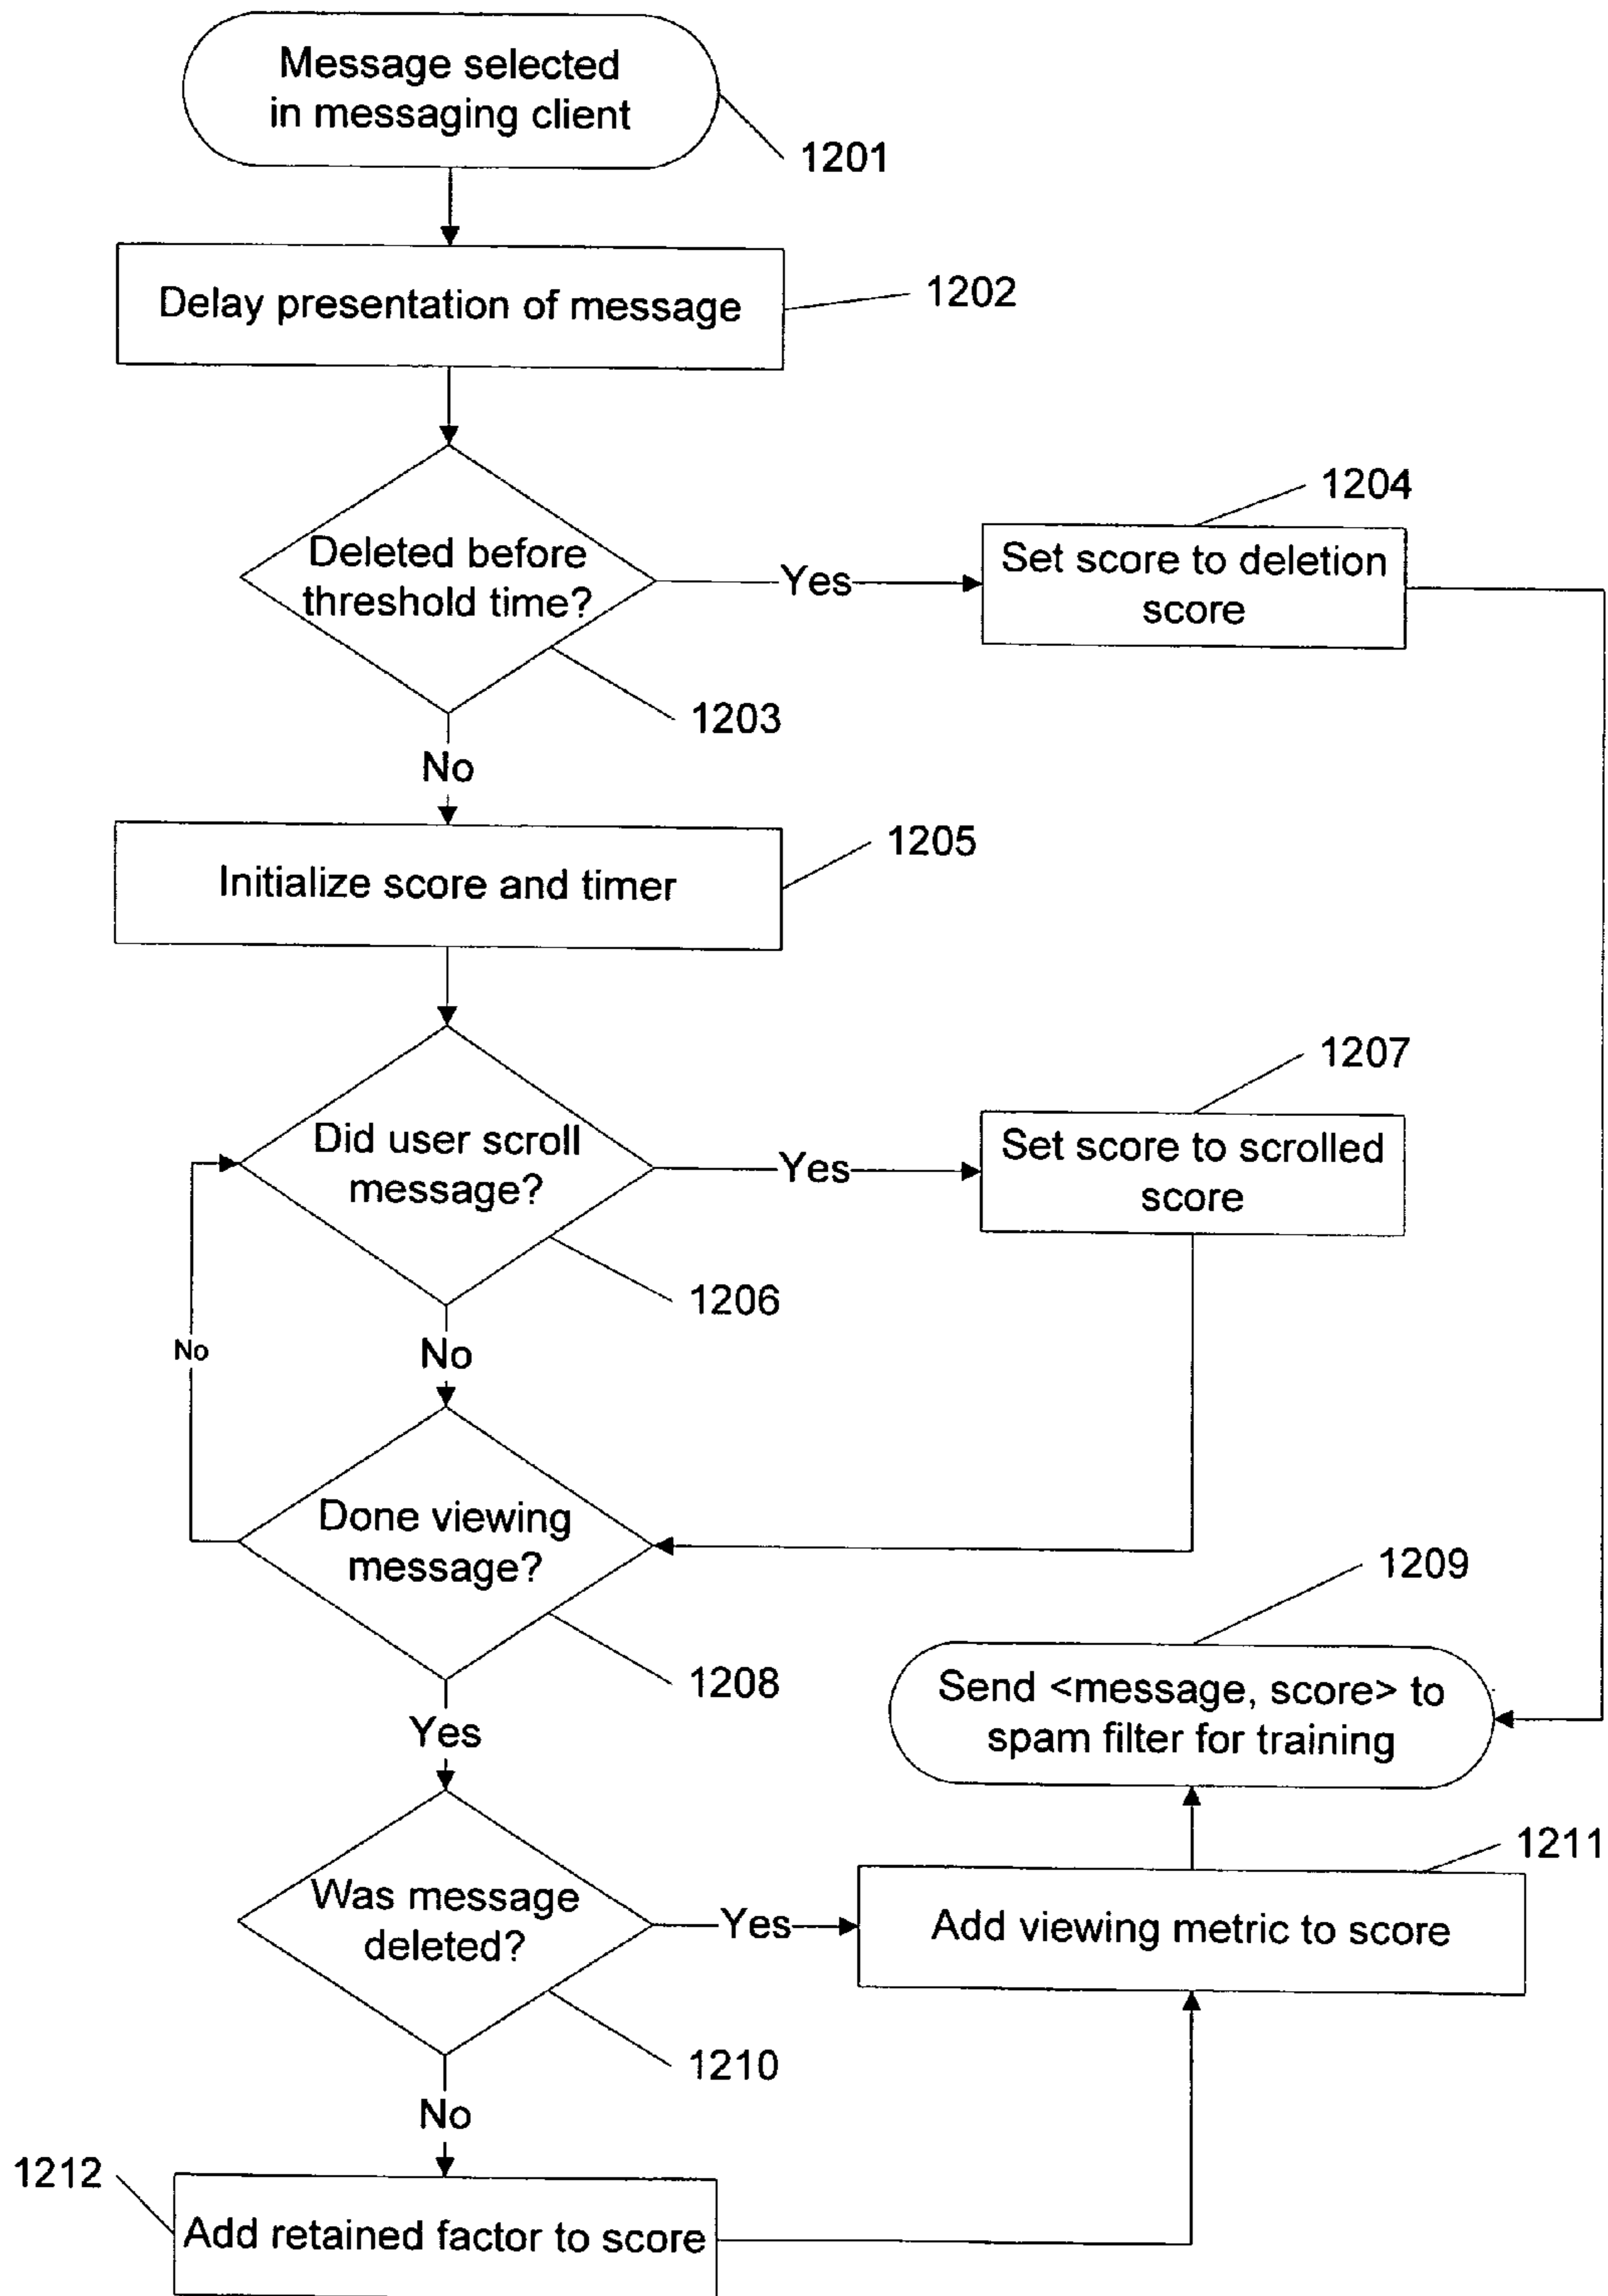 Message selected
in messaging client
1201
Delay presentation of message
1202
Deleted before
threshold time?
1203
Yes
1204
Set score to deletion
score
No
Initialize score and timer
1205
Did user scroll
message?
1206
Yes
1207
Set score to scrolled
score
No
No
Done viewing
message?
1208
Yes
1209
Send <message, score> to
spam filter for training
Was message
deleted?
1210
Yes
1211
Add viewing metric to score
No
1212
Add retained factor to score